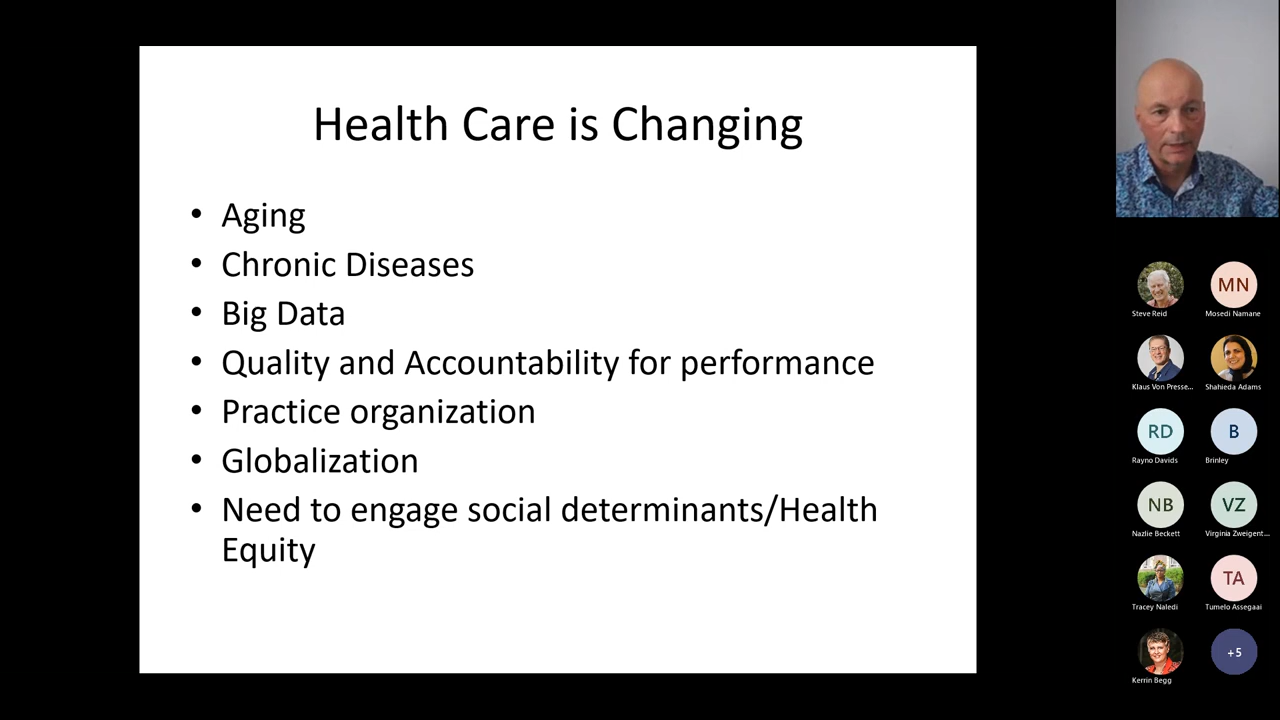 Health Care is Changing
• Aging
• Chronic Diseases
• Big Data
• Quality and Accountability for performance
• Practice organization
• Globalization
• Need to engage social determinants/Health
Equity
MN
Steve Reid
Mosedi Namane
Klaus Von Presse...
Shahieda Adams
RD
B
Rayno Davids
Brinley
NB
VZ
Nazlie Beckett
Virginia Zweigent...
TA
Tracey Naledi
Tumelo Assegaai
+5
Kerrin Begg